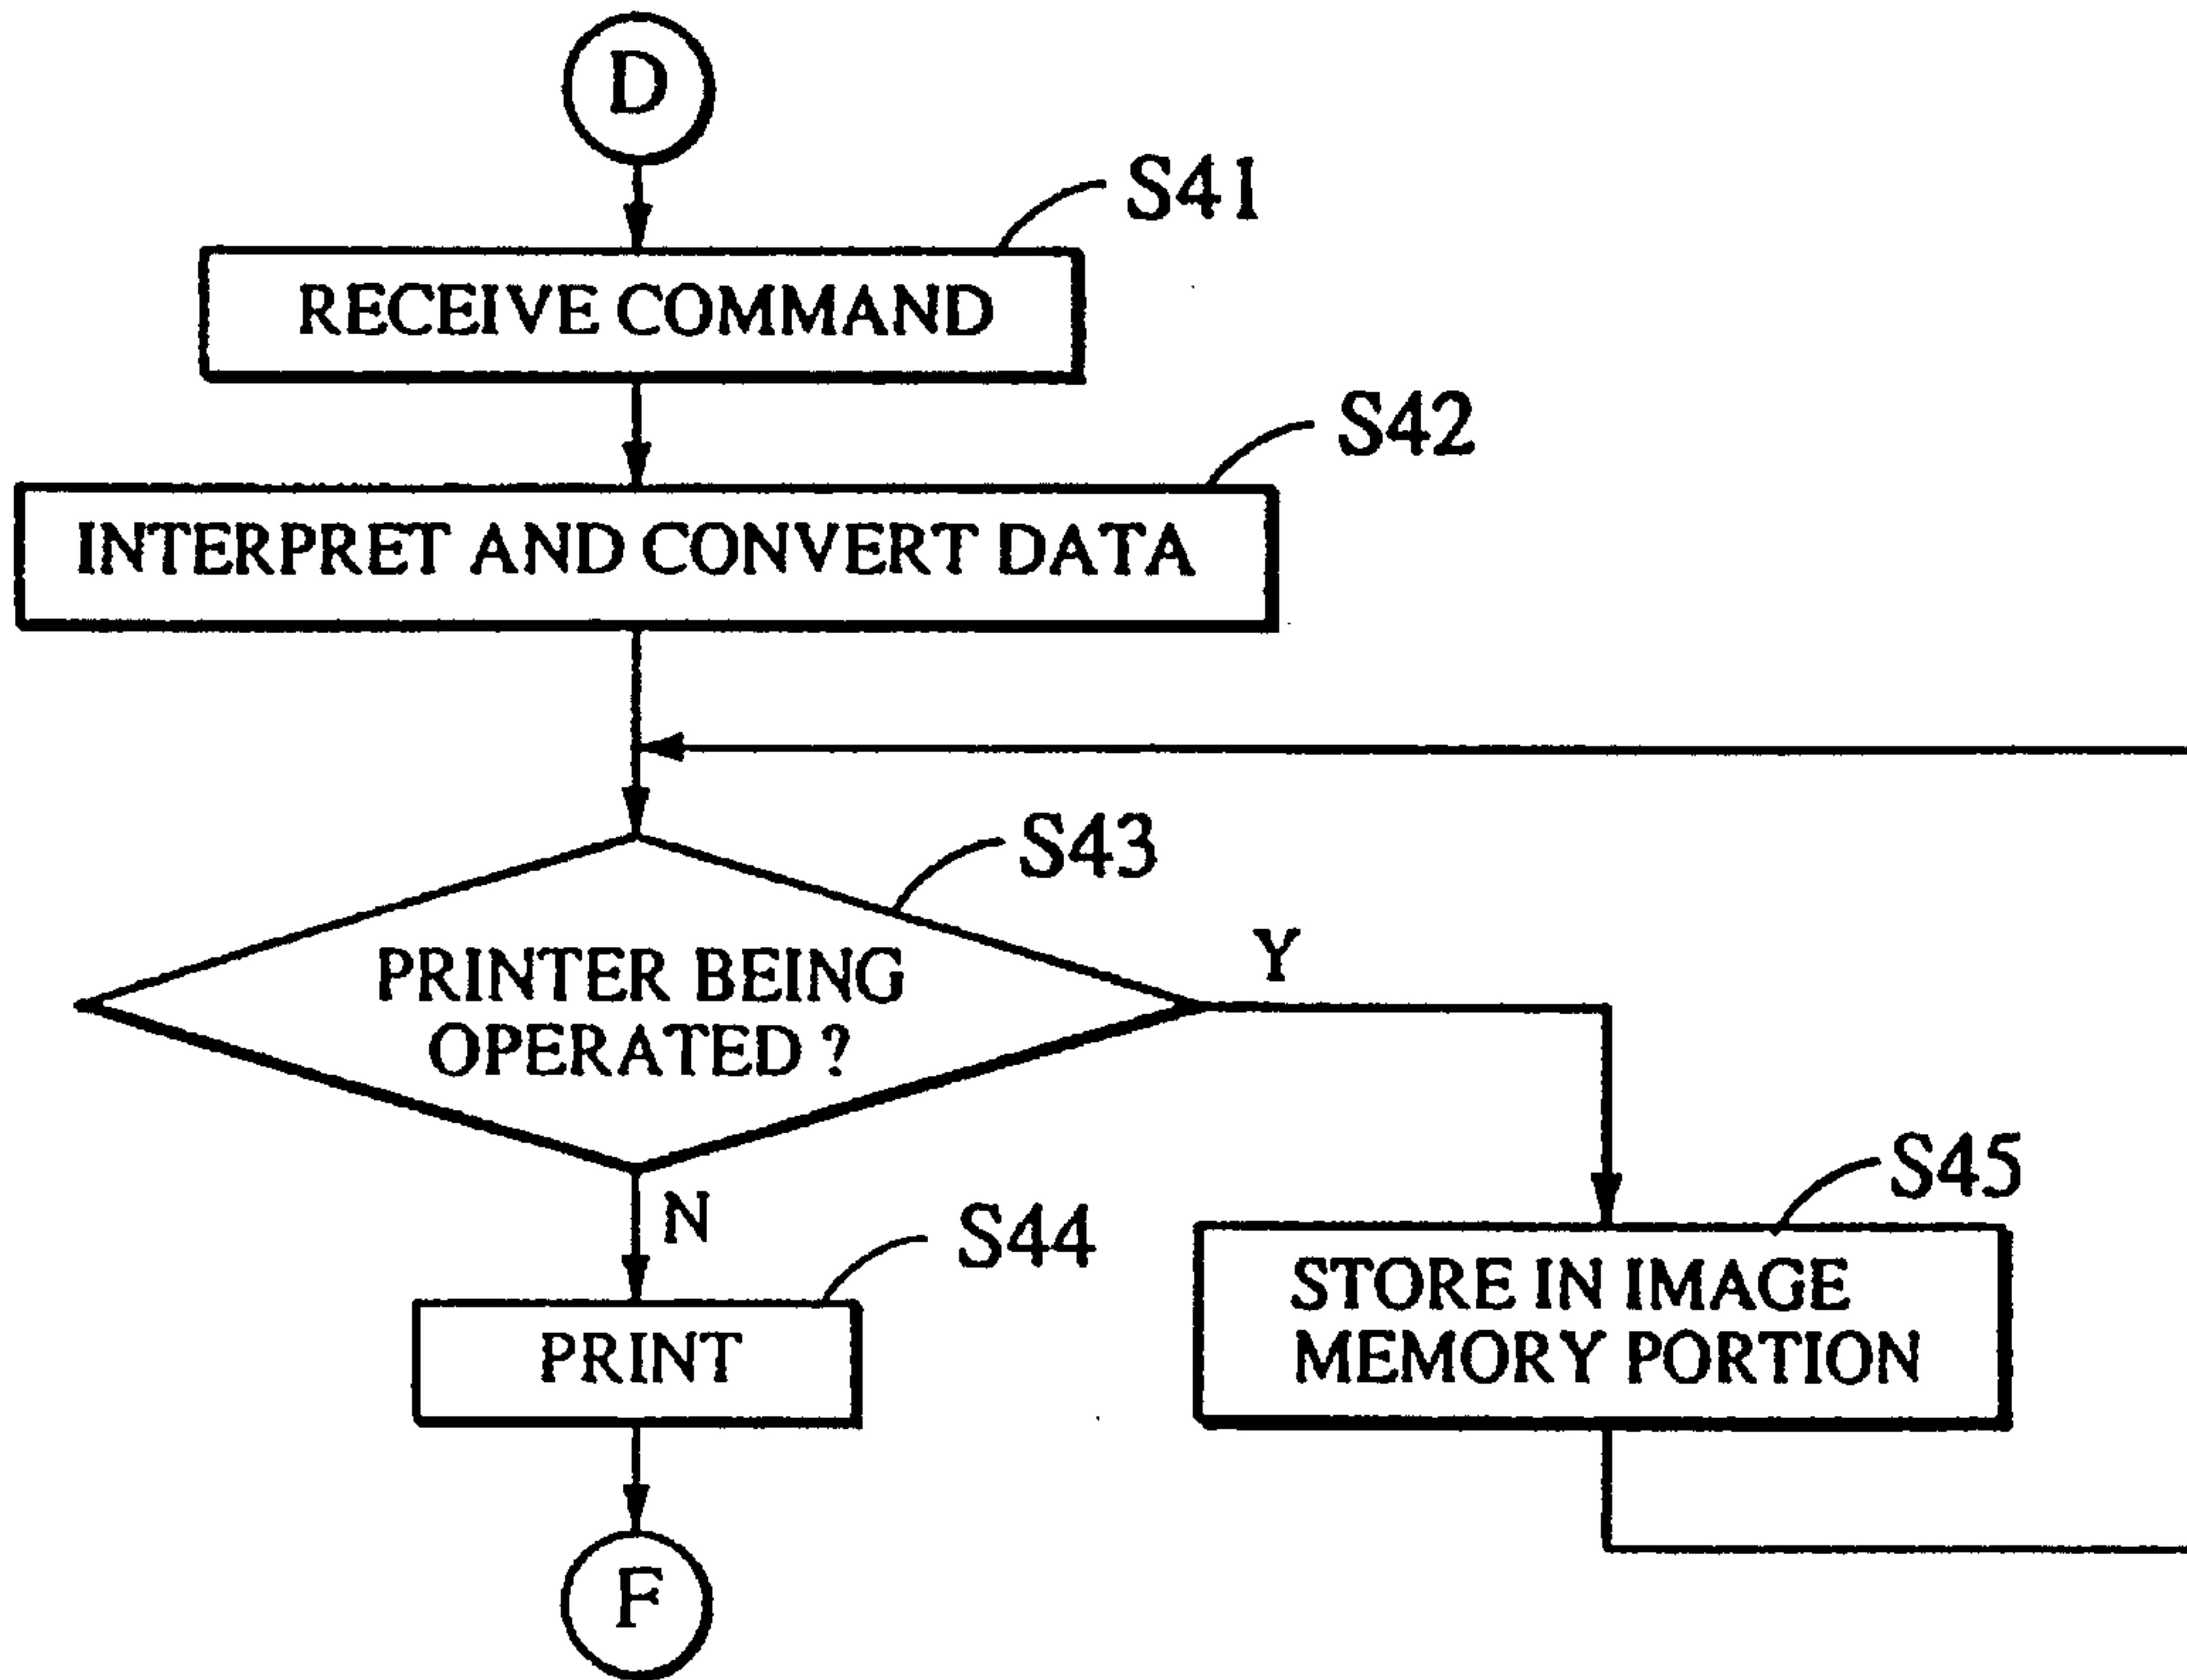 D
S41
RECEIVE COMMAND
S42
INTERPRET AND CONVERT DATA
S43
PRINTER BEING
OPERATED ?
Y
N
S44
PRINT
S45
STORE IN IMAGE
MEMORY PORTION
F